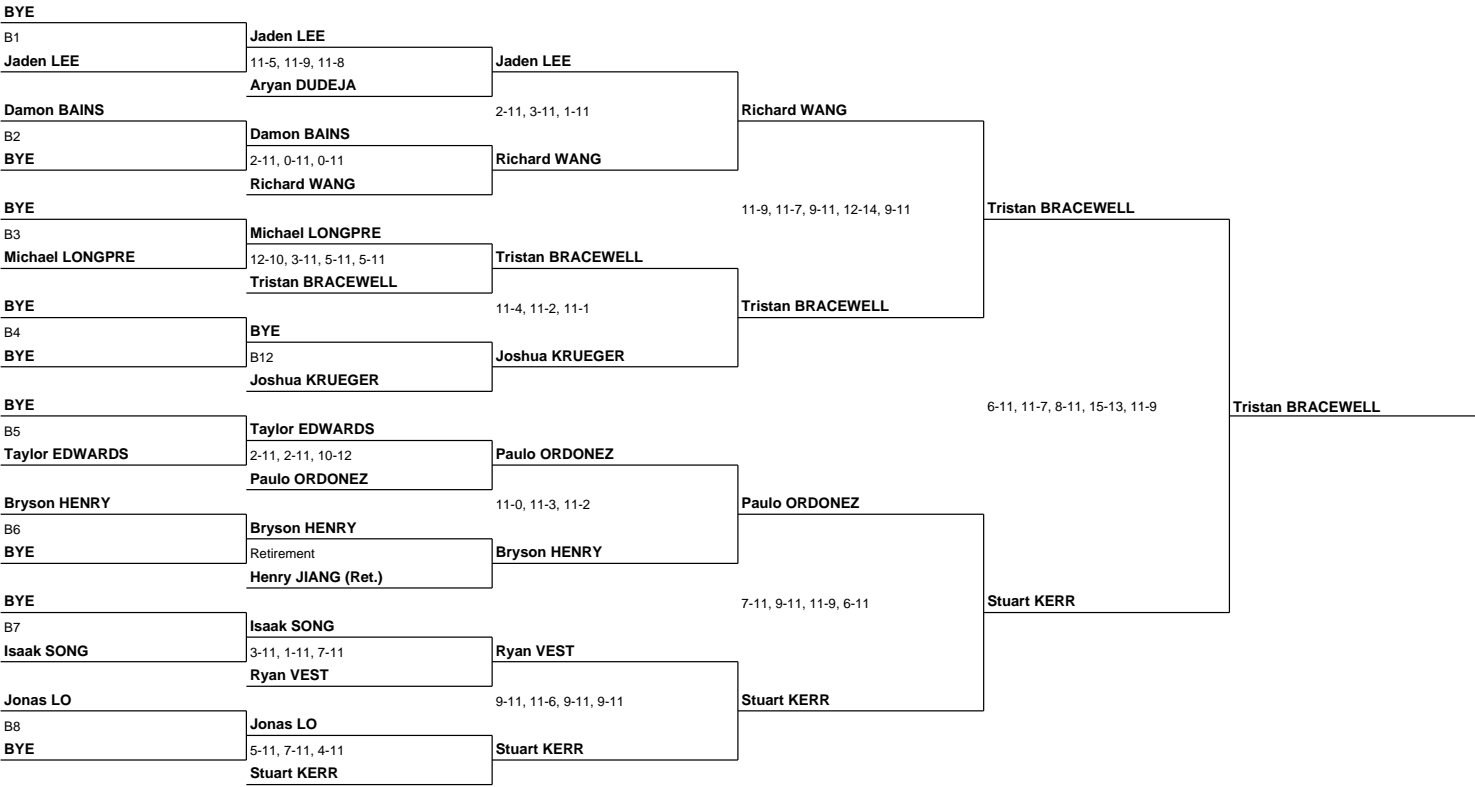 BYE
B1
Jaden LEE
Damon BAINS
B2
BYE
BYE
B3
Michael LONGPRE
BYE
B4
BYE
BYE
B5
Taylor EDWARDS
Bryson HENRY
B6
BYE
BYE
B7
Isaak SONG
Jonas LO
B8
BYE
Jaden LEE
11-5, 11-9, 11-8
Aryan DUDEJA
Damon BAINS
2-11, 0-11, 0-11
Richard WANG
Michael LONGPRE
12-10, 3-11, 5-11, 5-11
Tristan BRACEWELL
BYE
B12
Joshua KRUEGER
Taylor EDWARDS
2-11, 2-11, 10-12
Paulo ORDONEZ
Bryson HENRY
Retirement
Henry JIANG (Ret.)
Isaak SONG
3-11, 1-11, 7-11
Ryan VEST
Jonas LO
5-11, 7-11, 4-11
Stuart KERR
Jaden LEE
2-11, 3-11, 1-11
Richard WANG
Tristan BRACEWELL
11-4, 11-2, 11-1
Joshua KRUEGER
Paulo ORDONEZ
11-0, 11-3, 11-2
Bryson HENRY
Ryan VEST
9-11, 11-6, 9-11, 9-11
Stuart KERR
Richard WANG
11-9, 11-7, 9-11, 12-14, 9-11
Tristan BRACEWELL
Paulo ORDONEZ
7-11, 9-11, 11-9, 6-11
Stuart KERR
Tristan BRACEWELL
6-11, 11-7, 8-11, 15-13, 11-9
Stuart KERR
Tristan BRACEWELL